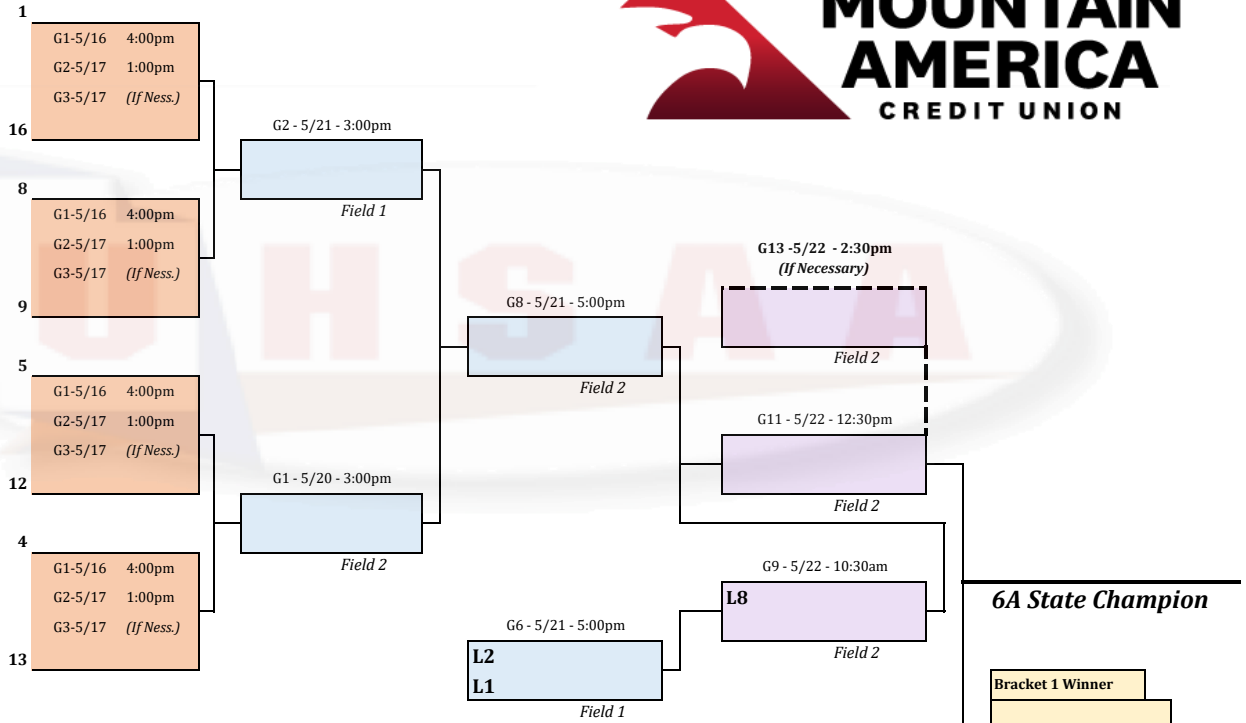 MOUNTAIN
AMERICA
CREDIT UNION
UHSAA
1
G1-5/16 4:00pm
G2-5/17 1:00pm
G3-5/17 (If Ness.)
16
8
G1-5/16 4:00pm
G2-5/17 1:00pm
G3-5/17 (If Ness.)
9
5
G1-5/16 4:00pm
G2-5/17 1:00pm
G3-5/17 (If Ness.)
12
4
G1-5/16 4:00pm
G2-5/17 1:00pm
G3-5/17 (If Ness.)
13
G2 - 5/21 - 3:00pm
Field 1
G1 - 5/20 - 3:00pm
Field 2
G8 - 5/21 - 5:00pm
Field 2
G6 - 5/21 - 5:00pm
L2
L1
Field 1
G13 -5/22 - 2:30pm
(If Necessary)
Field 2
G11 - 5/22 - 12:30pm
Field 2
G9 - 5/22 - 10:30am
L8
Field 2
6A State Champion
Bracket 1 Winner